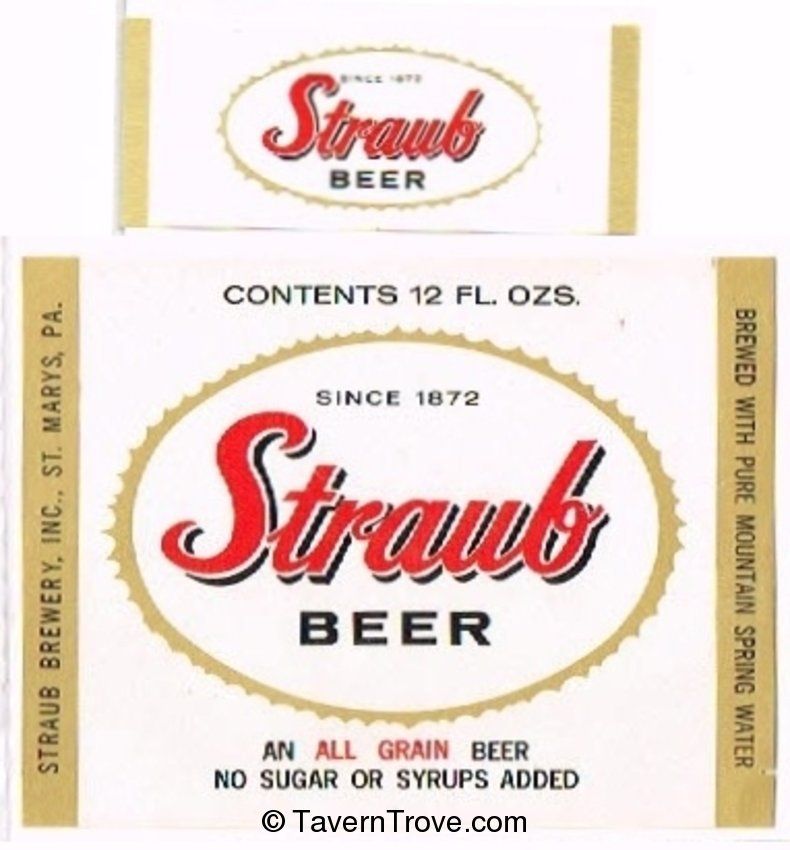 SINCE 1872
Straub
BEER
CONTENTS 12 FL. OZS.
SINCE 1872
Straub
BEER
AN ALL GRAIN BEER
NO SUGAR OR SYRUPS ADDED
STRAUB BREWERY, INC., ST. MARYS, PA.
BREWED WITH PURE MOUNTAIN SPRING WATER
© TavernTrove.com